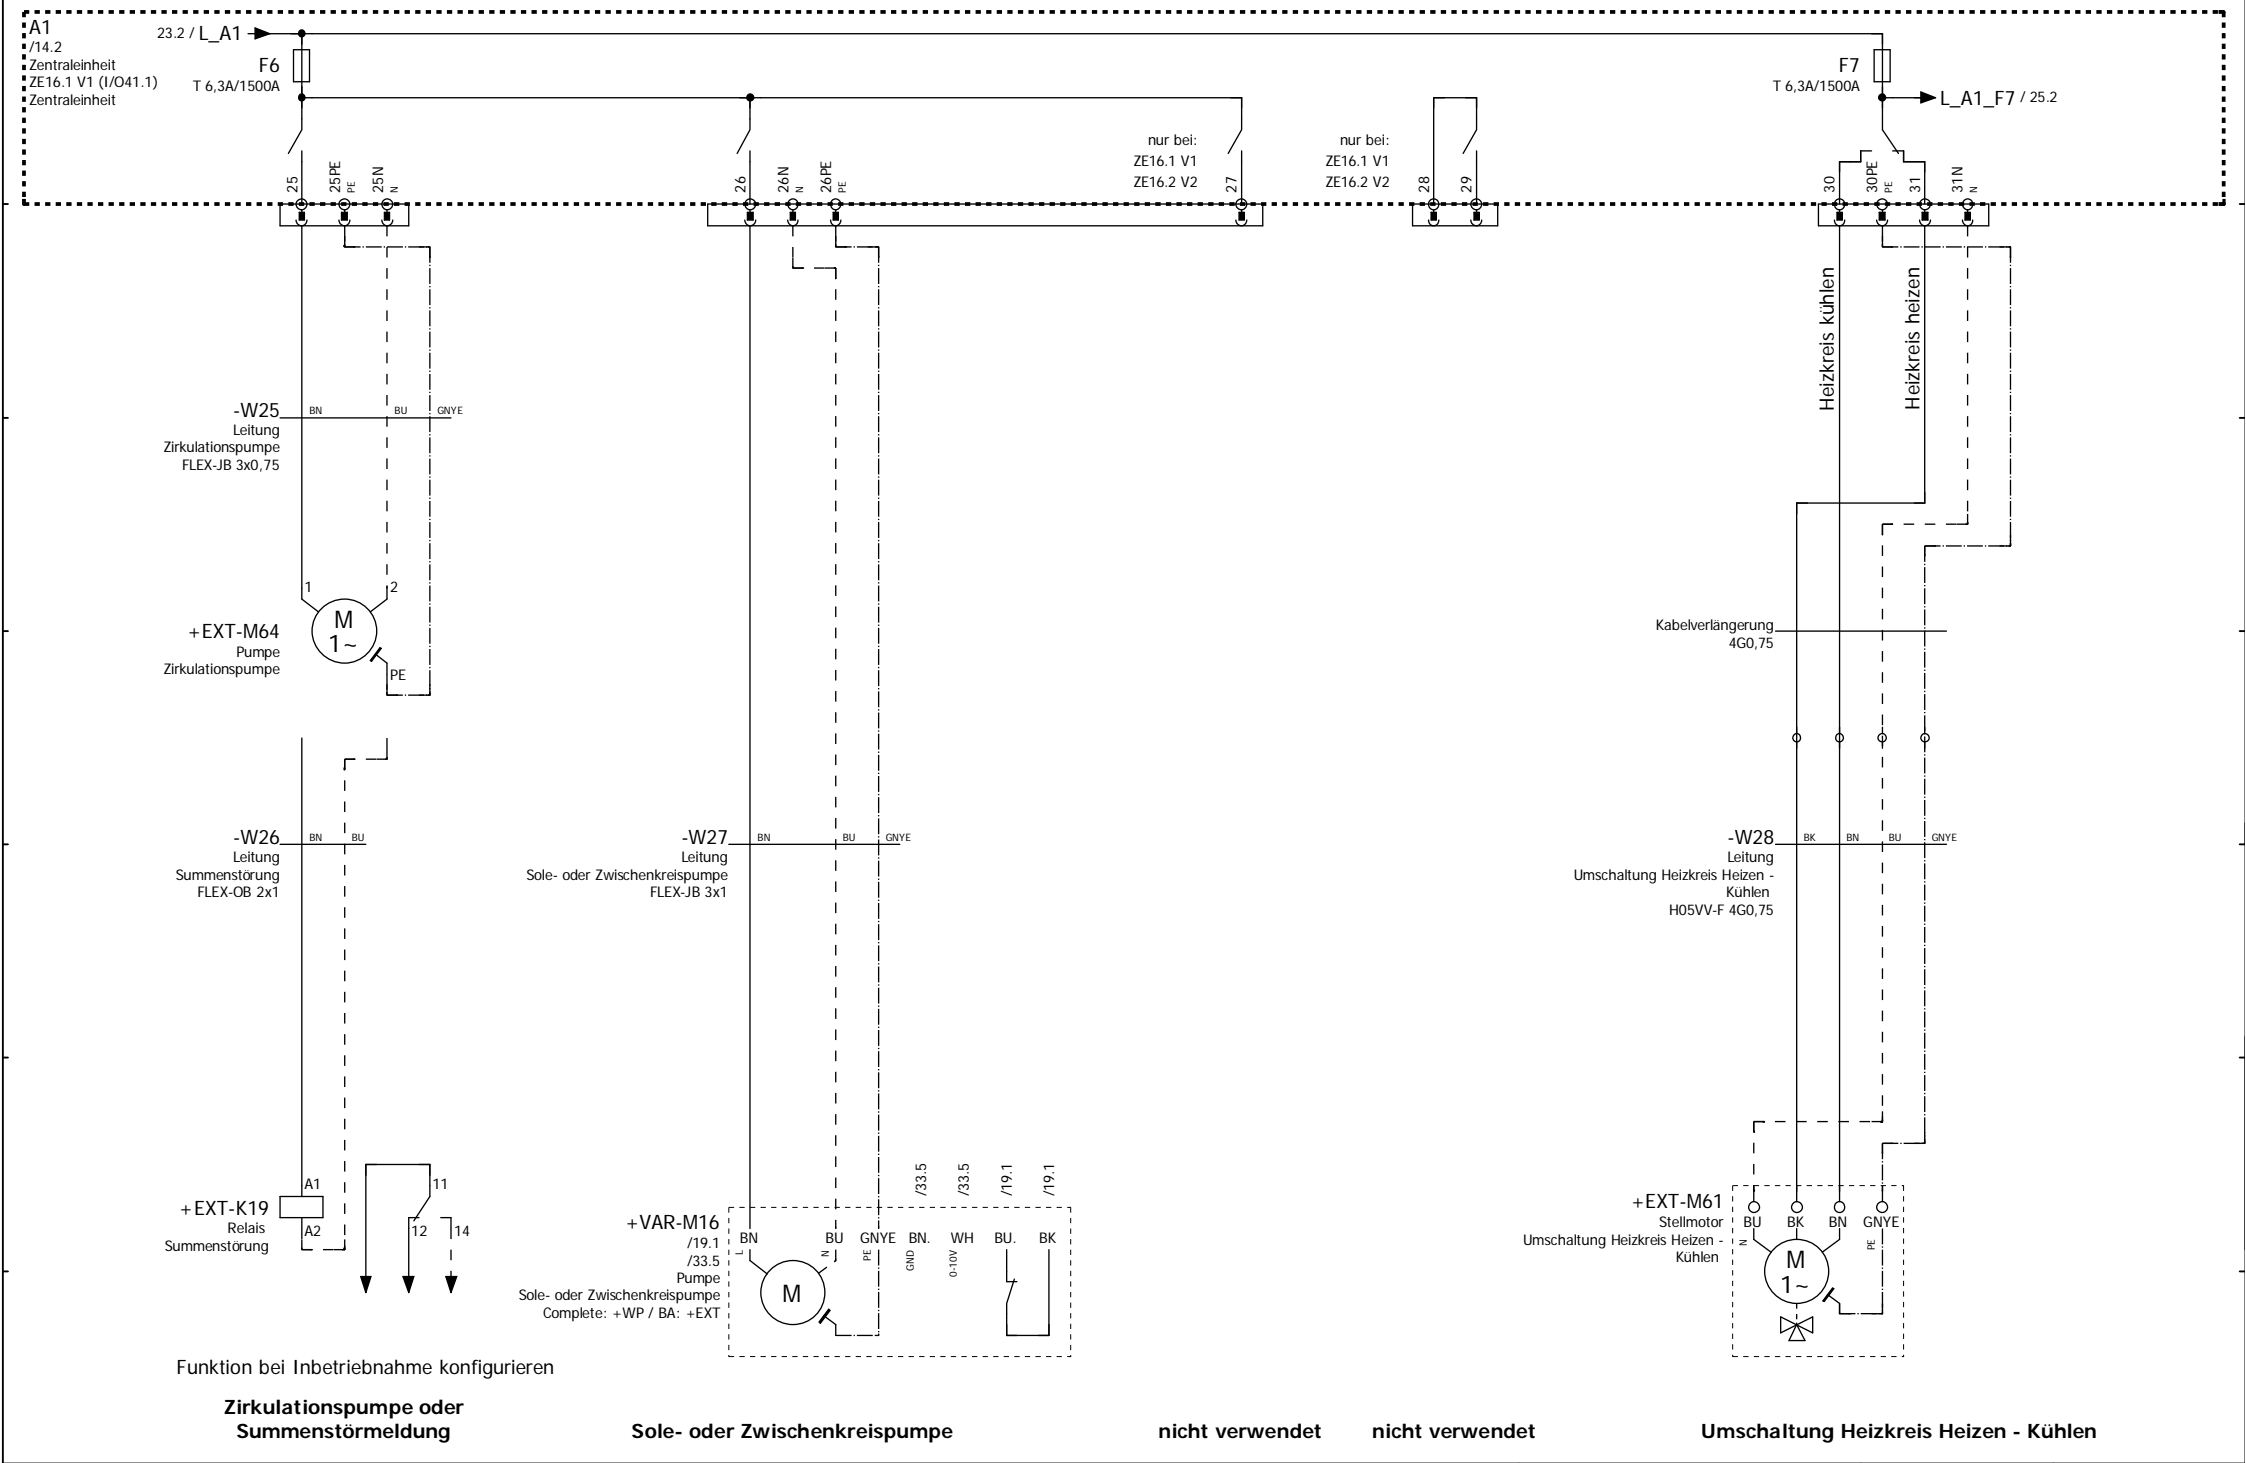 A1
/14.2
Zentraleinheit
ZE16.1 V1 (I/O41.1)
Zentraleinheit
23.2 / L_A1
F6
T 6,3A/1500A
F7
T 6,3A/1500A
L_A1_F7 / 25.2
nur bei:
ZE16.1 V1
ZE16.2 V2
nur bei:
ZE16.1 V1
ZE16.2 V2
25
25PE
PE
25N
N
26
26N
N
26PE
PE
27
28
29
30
30PE
PE
31
31N
N
Heizkreis kühlen
Heizkreis heizen
-W25
BN
BU
GNYE
Leitung
Zirkulationspumpe
FLEX-JB 3x0,75
1
2
M
1~
PE
+EXT-M64
Pumpe
Zirkulationspumpe
Kabelverlängerung
4G0,75
-W26
BN
BU
Leitung
Summenstörung
FLEX-OB 2x1
-W27
BN
BU
GNYE
Leitung
Sole- oder Zwischenkreispumpe
FLEX-JB 3x1
-W28
BK
BN
BU
GNYE
Leitung
Umschaltung Heizkreis Heizen -
Kühlen
H05VV-F 4G0,75
+EXT-K19
Relais
Summenstörung
A1
A2
11
12
14
+VAR-M16
/19.1
/33.5
Pumpe
Sole- oder Zwischenkreispumpe
Complete: +WP / BA: +EXT
/33.5
/33.5
/19.1
/19.1
BN
BU
GNYE
BN.
WH
BU.
BK
L
N
PE
GND
0-10V
M
+EXT-M61
Stellmotor
Umschaltung Heizkreis Heizen -
Kühlen
BU
BK
BN
GNYE
N
PE
M
1~
Funktion bei Inbetriebnahme konfigurieren
Zirkulationspumpe oder
Summenstörmeldung
Sole- oder Zwischenkreispumpe
nicht verwendet
nicht verwendet
Umschaltung Heizkreis Heizen - Kühlen